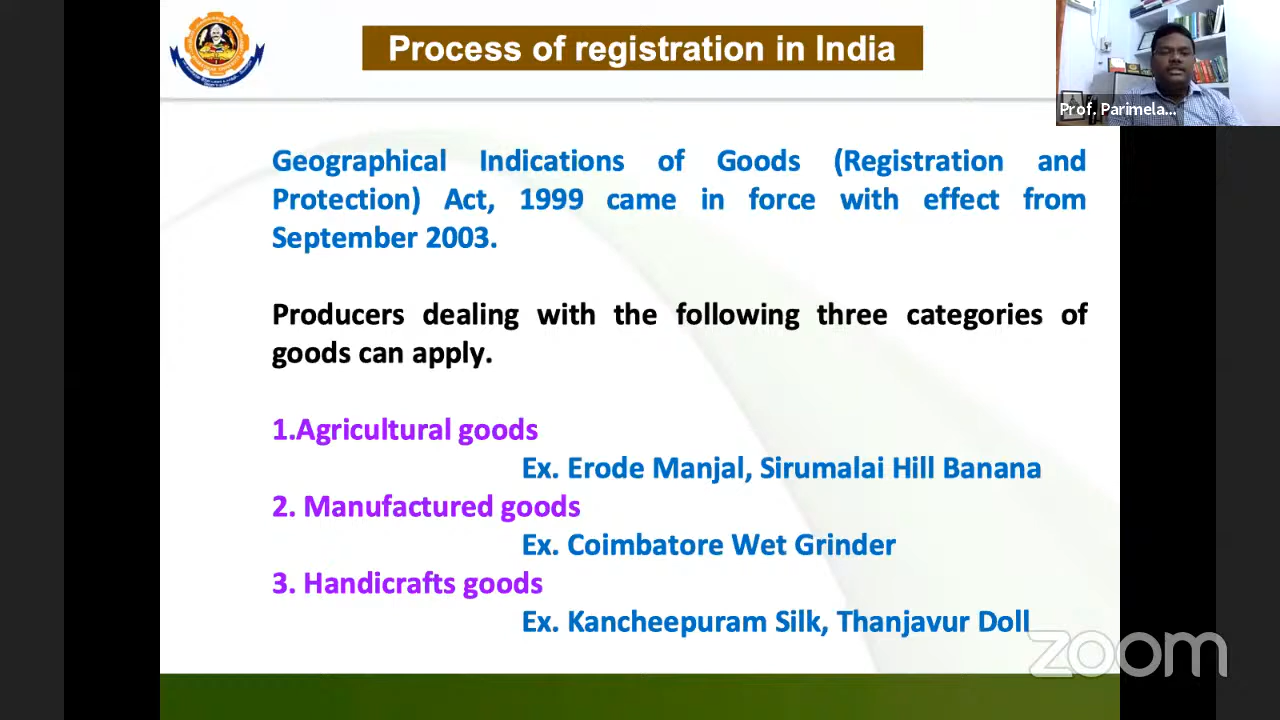 Process of registration in India
Prof. Parimela...
Geographical Indications of Goods (Registration and
Protection) Act, 1999 came in force with effect from
September 2003.
Producers dealing with the following three categories of
goods can apply.
1.Agricultural goods
Ex. Erode Manjal, Sirumalai Hill Banana
2. Manufactured goods
Ex. Coimbatore Wet Grinder
3. Handicrafts goods
Ex. Kancheepuram Silk, Thanjavur Doll
zoom